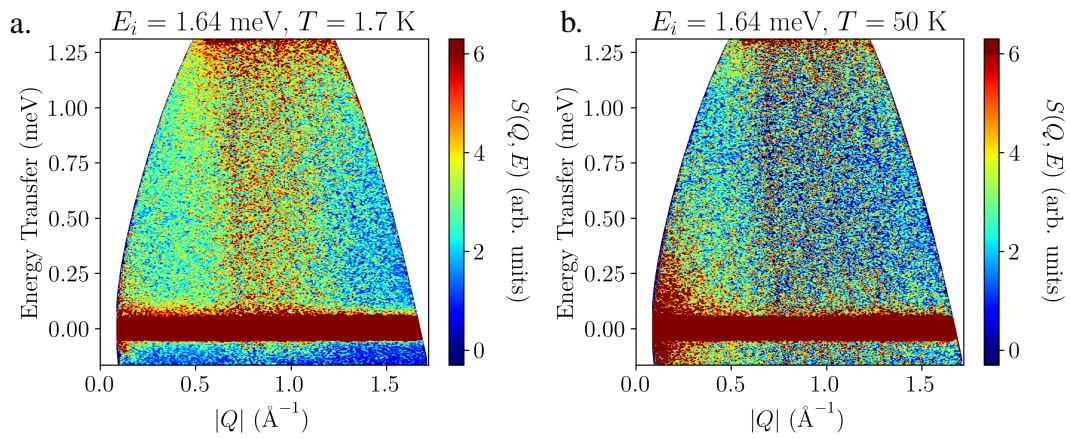 a.
E_i = 1.64 meV, T = 1.7 K
1.25
1.00
0.75
0.50
0.25
0.00
Energy Transfer (meV)
0.0 0.5 1.0 1.5
|Q| (Å⁻¹)
6
4
2
0
S(Q, E) (arb. units)
b.
E_i = 1.64 meV, T = 50 K
1.25
1.00
0.75
0.50
0.25
0.00
Energy Transfer (meV)
0.0 0.5 1.0 1.5
|Q| (Å⁻¹)
6
4
2
0
S(Q, E) (arb. units)